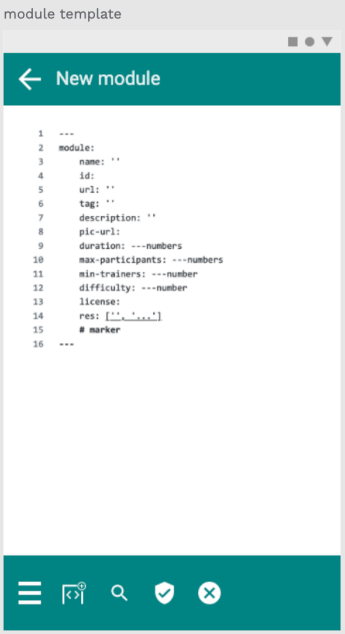 module template
New module
1 ---
2 module:
3 name: ''
4 id:
5 url: ''
6 tag: ''
7 description: ''
8 pic-url:
9 duration: ---numbers
10 max-participants: ---numbers
11 min-trainers: ---number
12 difficulty: ---number
13 license:
14 res: ['', '...']
15 # marker
16 ---